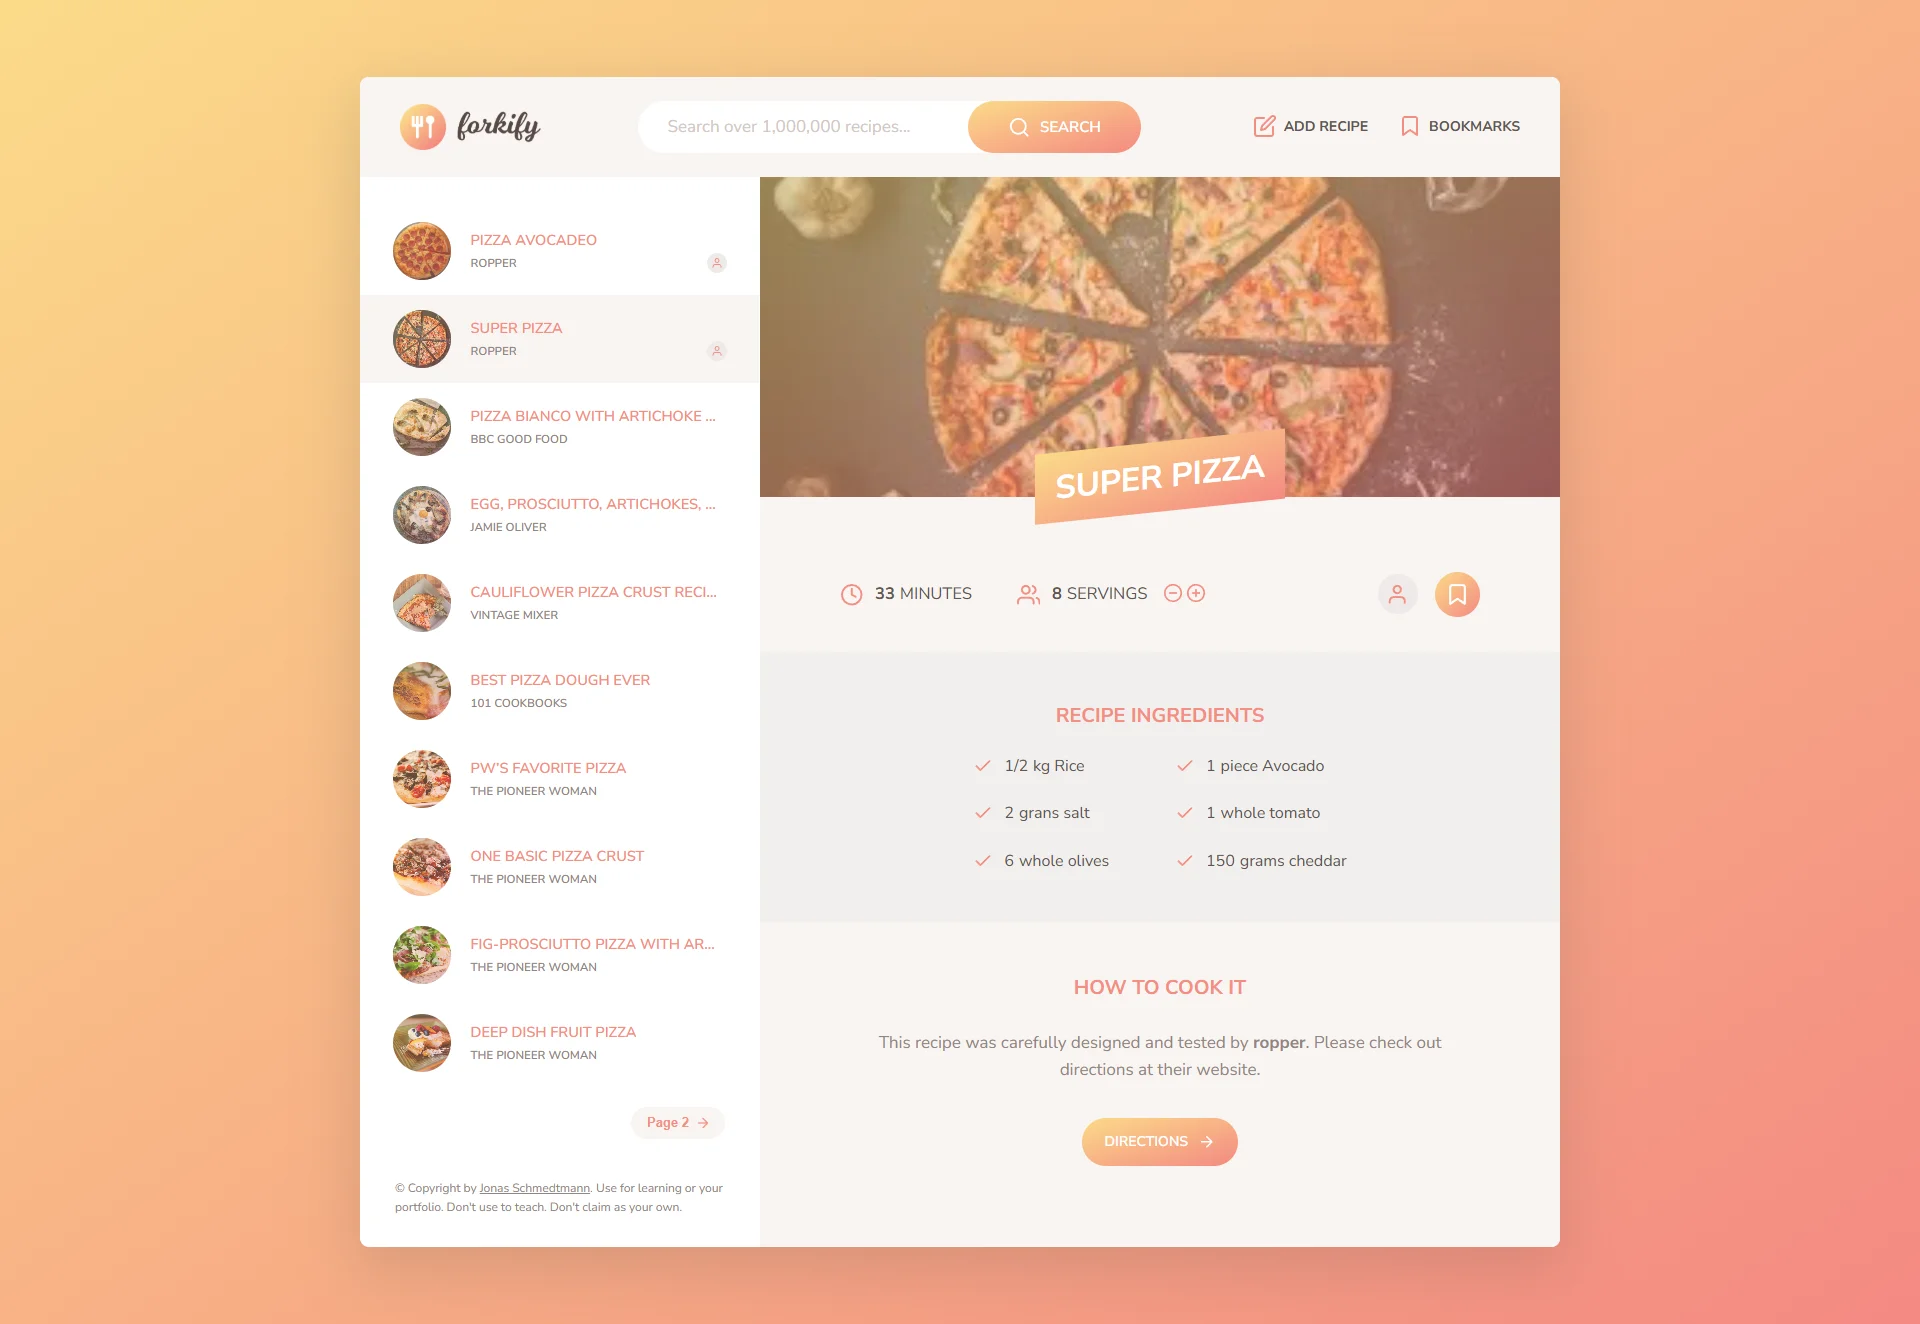 forkify
Search over 1,000,000 recipes...
SEARCH
ADD RECIPE
BOOKMARKS
PIZZA AVOCADEO
ROPPER
SUPER PIZZA
ROPPER
PIZZA BIANCO WITH ARTICHOKE ...
BBC GOOD FOOD
EGG, PROSCIUTTO, ARTICHOKES, ...
JAMIE OLIVER
CAULIFLOWER PIZZA CRUST RECI...
VINTAGE MIXER
BEST PIZZA DOUGH EVER
101 COOKBOOKS
PW'S FAVORITE PIZZA
THE PIONEER WOMAN
ONE BASIC PIZZA CRUST
THE PIONEER WOMAN
FIG-PROSCIUTTO PIZZA WITH AR...
THE PIONEER WOMAN
DEEP DISH FRUIT PIZZA
THE PIONEER WOMAN
Page 2
© Copyright by Jonas Schmedtmann. Use for learning or your
portfolio. Don't use to teach. Don't claim as your own.
SUPER PIZZA
33 MINUTES
8 SERVINGS
RECIPE INGREDIENTS
1/2 kg Rice
1 piece Avocado
2 grans salt
1 whole tomato
6 whole olives
150 grams cheddar
HOW TO COOK IT
This recipe was carefully designed and tested by ropper. Please check out
directions at their website.
DIRECTIONS